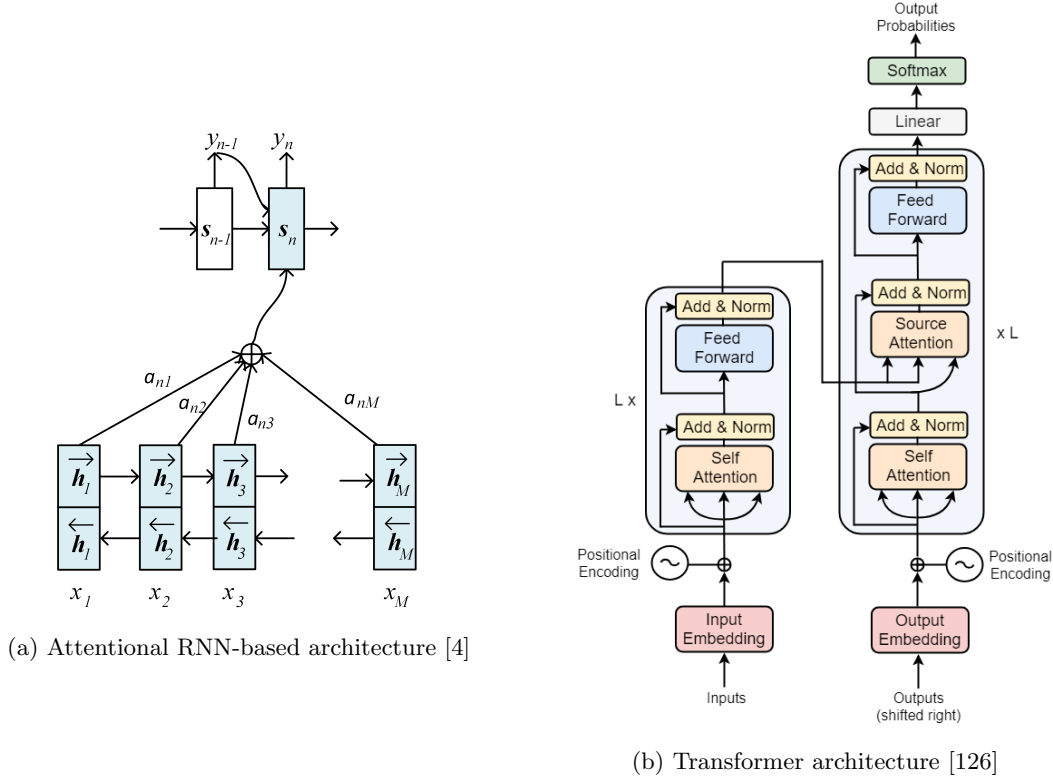 y_{n-1} y_n
s_{n-1} s_n
a_{n1} a_{n2} a_{n3} a_{nM}
h_1 h_2 h_3 h_M
h_1 h_2 h_3 h_M
x_1 x_2 x_3 x_M
(a) Attentional RNN-based architecture [4]
Output
Probabilities
Softmax
Linear
Add & Norm
Feed
Forward
Add & Norm
Source
Attention
x L
Add & Norm
Self
Attention
Positional
Encoding
Output
Embedding
Outputs
(shifted right)
Add & Norm
Feed
Forward
L x
Add & Norm
Self
Attention
Positional
Encoding
Input
Embedding
Inputs
(b) Transformer architecture [126]